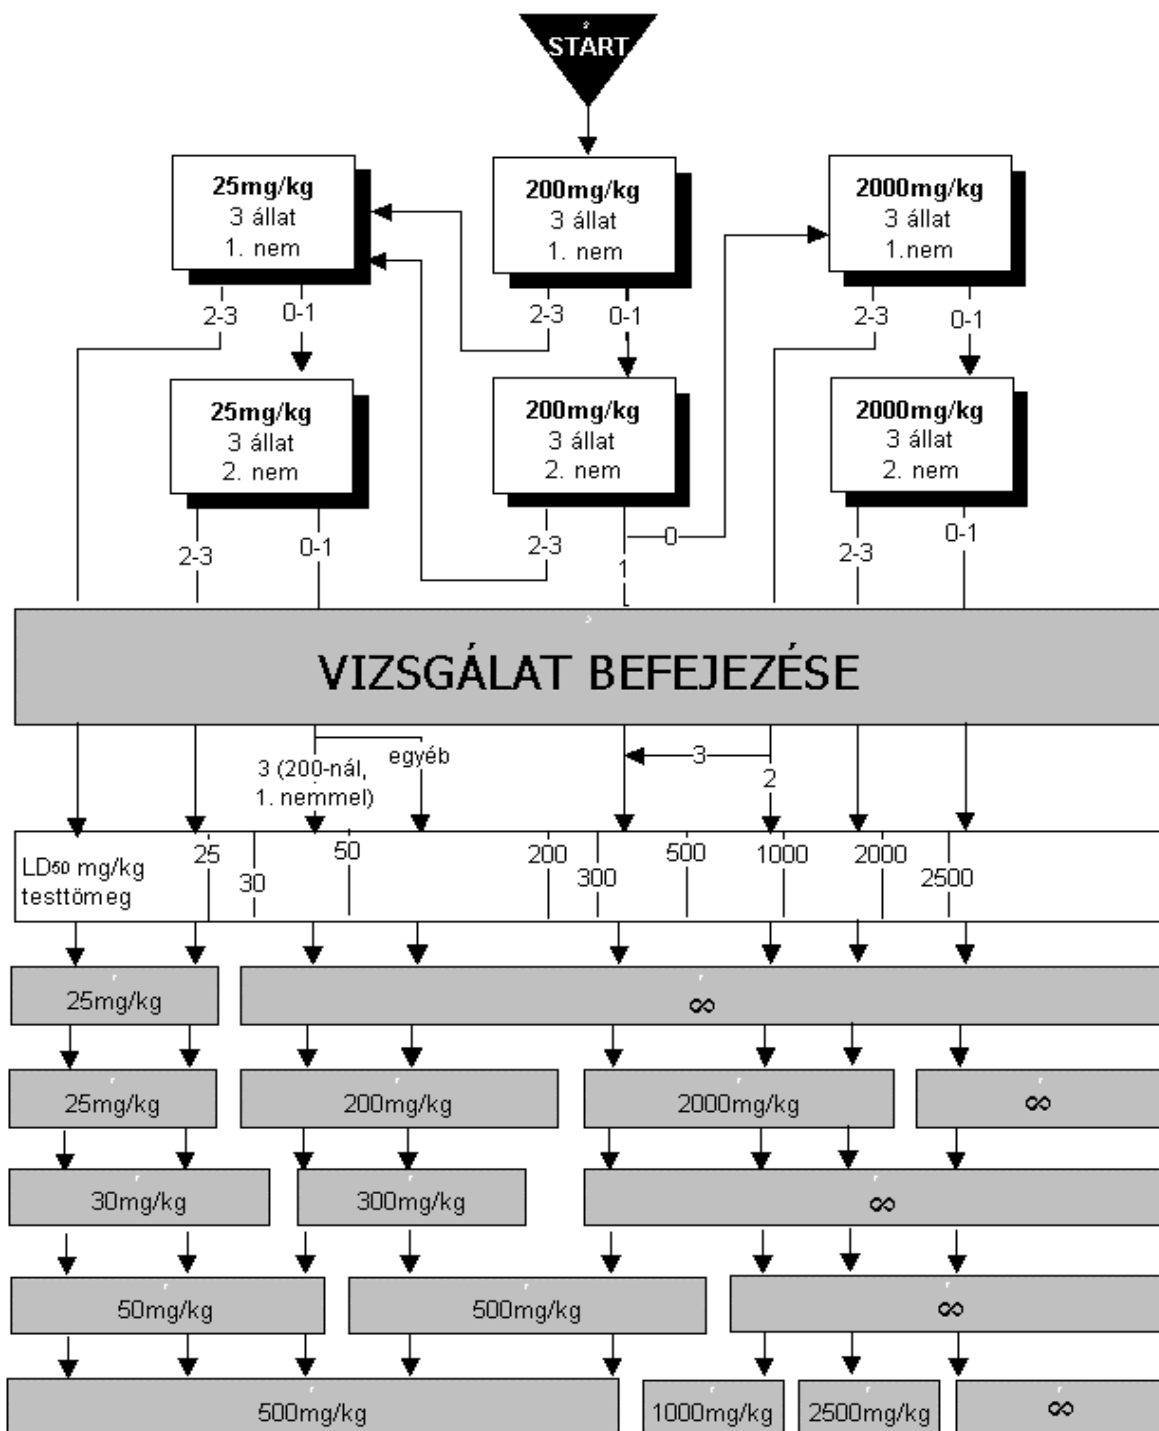 START
25mg/kg
3 állat
1. nem
200mg/kg
3 állat
1. nem
2000mg/kg
3 állat
1.nem
2-3
0-1
2-3
0-1
2-3
0-1
25mg/kg
3 állat
2. nem
200mg/kg
3 állat
2. nem
2000mg/kg
3 állat
2. nem
2-3
0-1
2-3
1
0
2-3
0-1
VIZSGÁLAT BEFEJEZÉSE
3 (200-nál,
1. nemmel)
egyéb
3
2
LD50 mg/kg
testtömeg
25
30
50
200
300
500
1000
2000
2500
25mg/kg
∞
25mg/kg
200mg/kg
2000mg/kg
∞
30mg/kg
300mg/kg
∞
50mg/kg
500mg/kg
∞
500mg/kg
1000mg/kg
2500mg/kg
∞